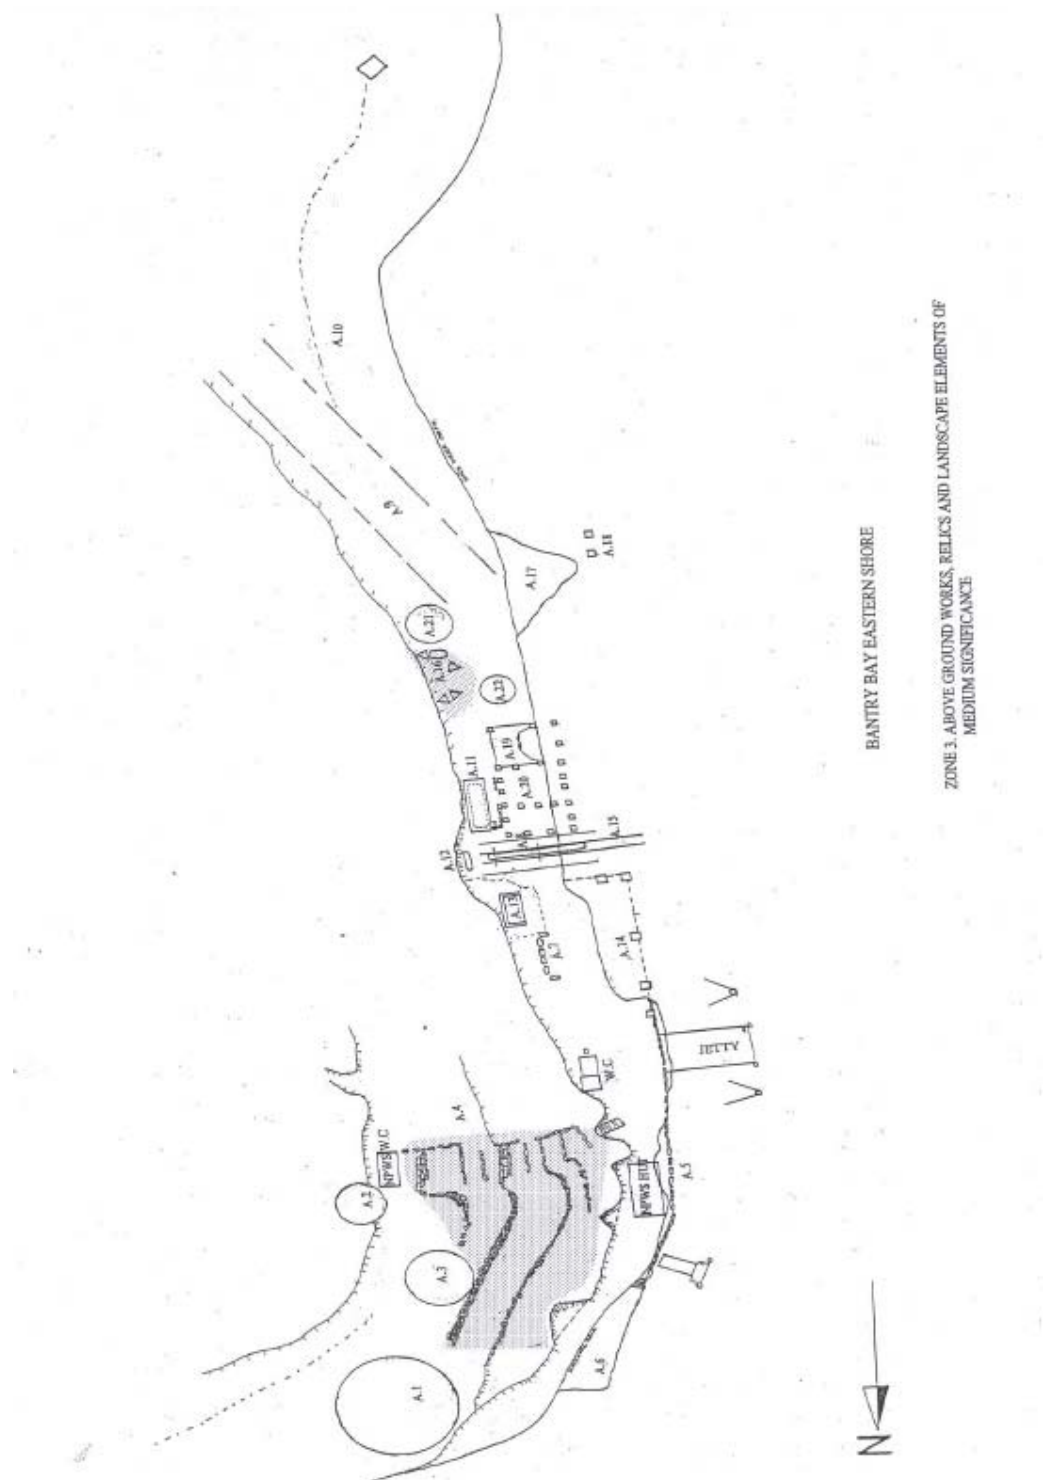 A.10
A.9
A.21
A.16
A.22
A.17
A.18
A.19
A.11
A.20
A.8
A.15
A.12
A.13
A.7
A.14
W.C
A.4
NPWS W.C
A.2
A.3
NPWS HUT
A.5
A.1
A.6
N
BANTRY BAY EASTERN SHORE
ZONE 3. ABOVE GROUND WORKS, RELICS AND LANDSCAPE ELEMENTS OF
MEDIUM SIGNIFICANCE